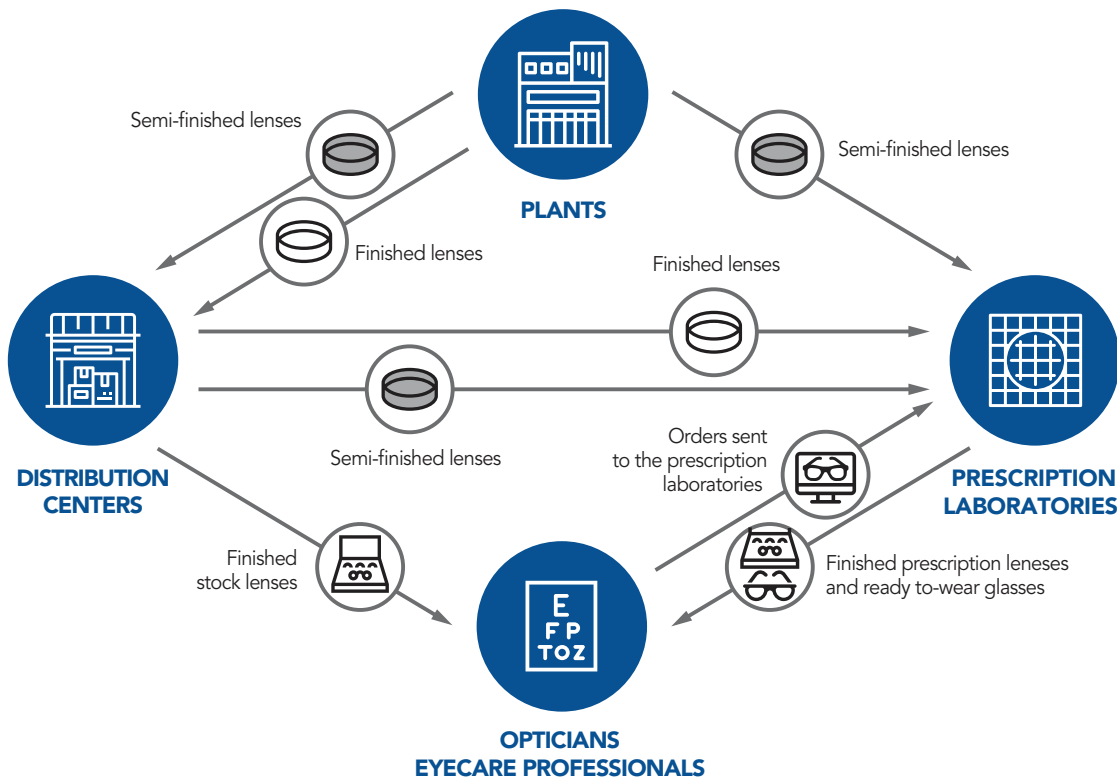 Semi-finished lenses
Semi-finished lenses
PLANTS
Finished lenses
Finished lenses
Semi-finished lenses
DISTRIBUTION
CENTERS
Orders sent
to the prescription
laboratories
PRESCRIPTION
LABORATORIES
Finished
stock lenses
Finished prescription leneses
and ready to-wear glasses
E
F P
TOZ
OPTICIANS
EYECARE PROFESSIONALS